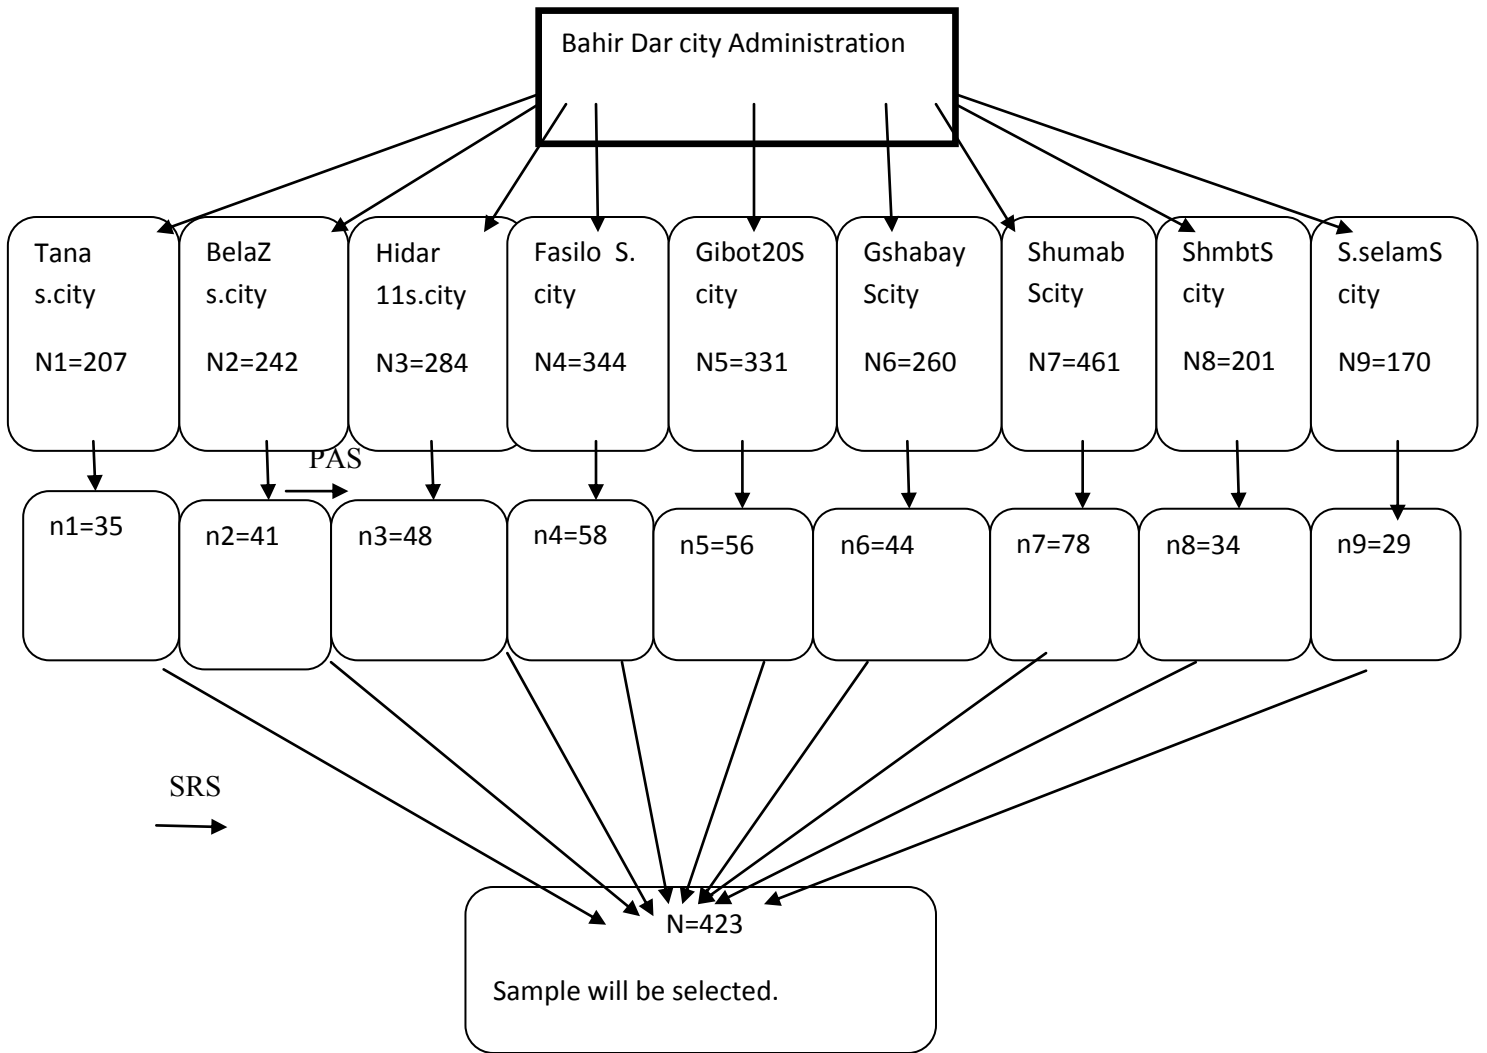 Bahir Dar city Administration
Tana
s.city
N1=207
BelaZ
s.city
N2=242
Hidar
11s.city
N3=284
Fasilo S.
city
N4=344
Gibot20S
city
N5=331
Gshabay
Scity
N6=260
Shumab
Scity
N7=461
ShmbtS
city
N8=201
S.selamS
city
N9=170
PAS
n1=35
n2=41
n3=48
n4=58
n5=56
n6=44
n7=78
n8=34
n9=29
SRS
N=423
Sample will be selected.